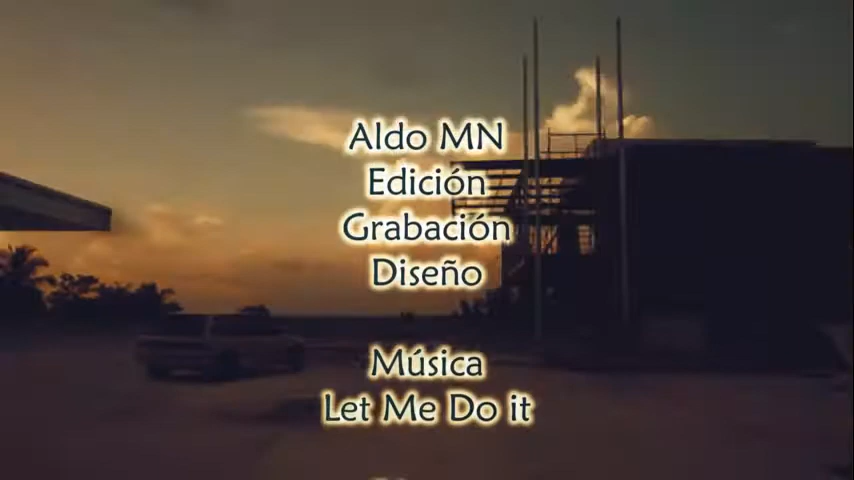 Aldo MN
Edición
Grabación
Diseño
Música
Let Me Do it